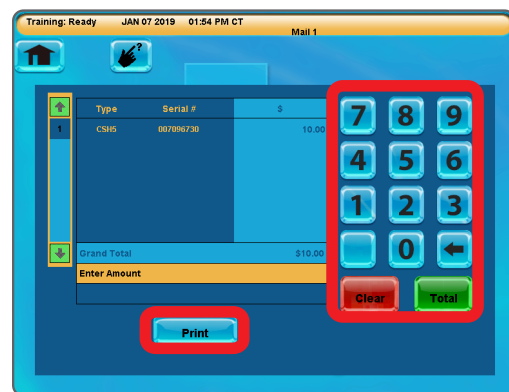 Training: Ready JAN 07 2019 01:54 PM CT
Mail 1
?
Type Serial # $
1 CSH5 007096730 10.00
Grand Total $10.00
Enter Amount
7 8 9
4 5 6
1 2 3
0
Clear Total
Print